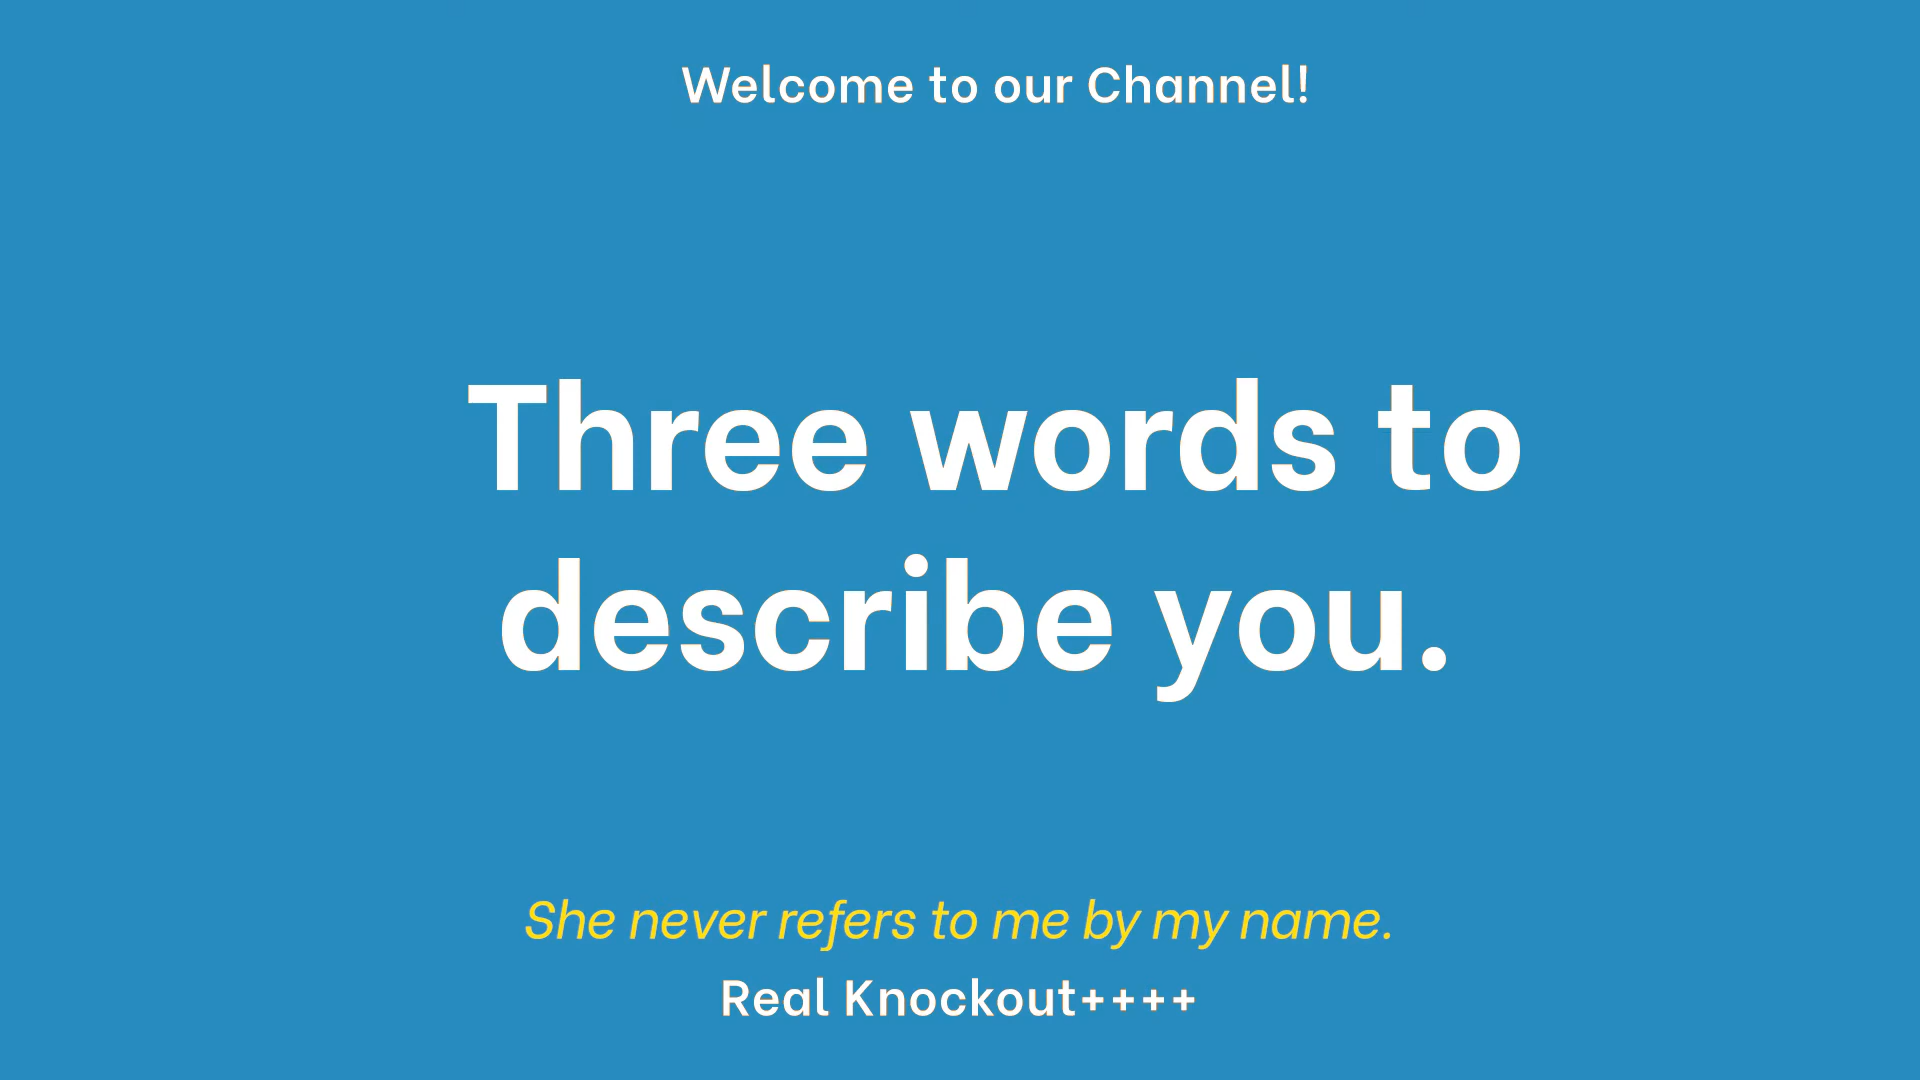 Welcome to our Channel!
Three words to
describe you.
She never refers to me by my name.
Real Knockout++++